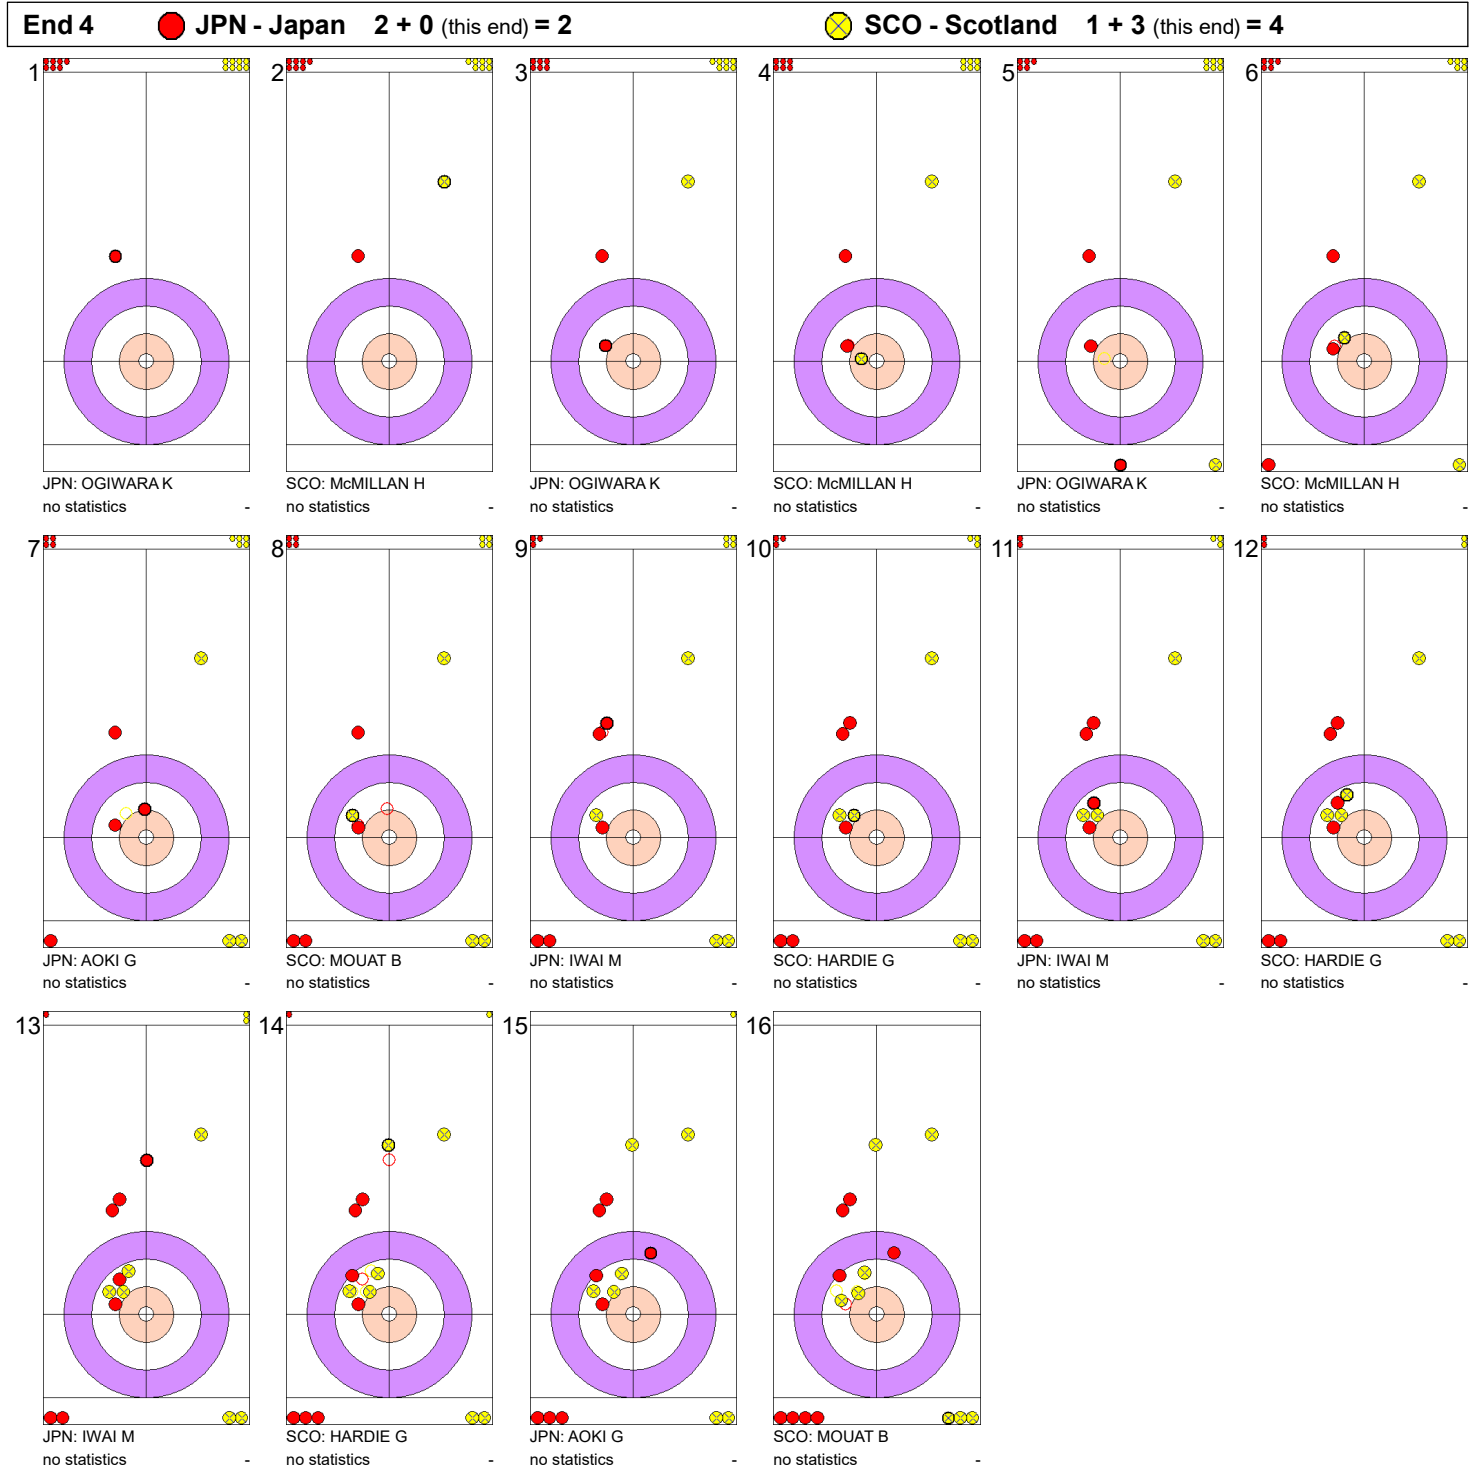 End 4 JPN - Japan 2 + 0 (this end) = 2 SCO - Scotland 1 + 3 (this end) = 4
1 2 3 4 5 6
JPN: OGIWARA K SCO: McMILLAN H JPN: OGIWARA K SCO: McMILLAN H JPN: OGIWARA K SCO: McMILLAN H
no statistics - no statistics - no statistics - no statistics - no statistics - no statistics -
7 8 9 10 11 12
JPN: AOKI G SCO: MOUAT B JPN: IWAI M SCO: HARDIE G JPN: IWAI M SCO: HARDIE G
no statistics - no statistics - no statistics - no statistics - no statistics - no statistics -
13 14 15 16
JPN: IWAI M SCO: HARDIE G JPN: AOKI G SCO: MOUAT B
no statistics - no statistics - no statistics - no statistics -